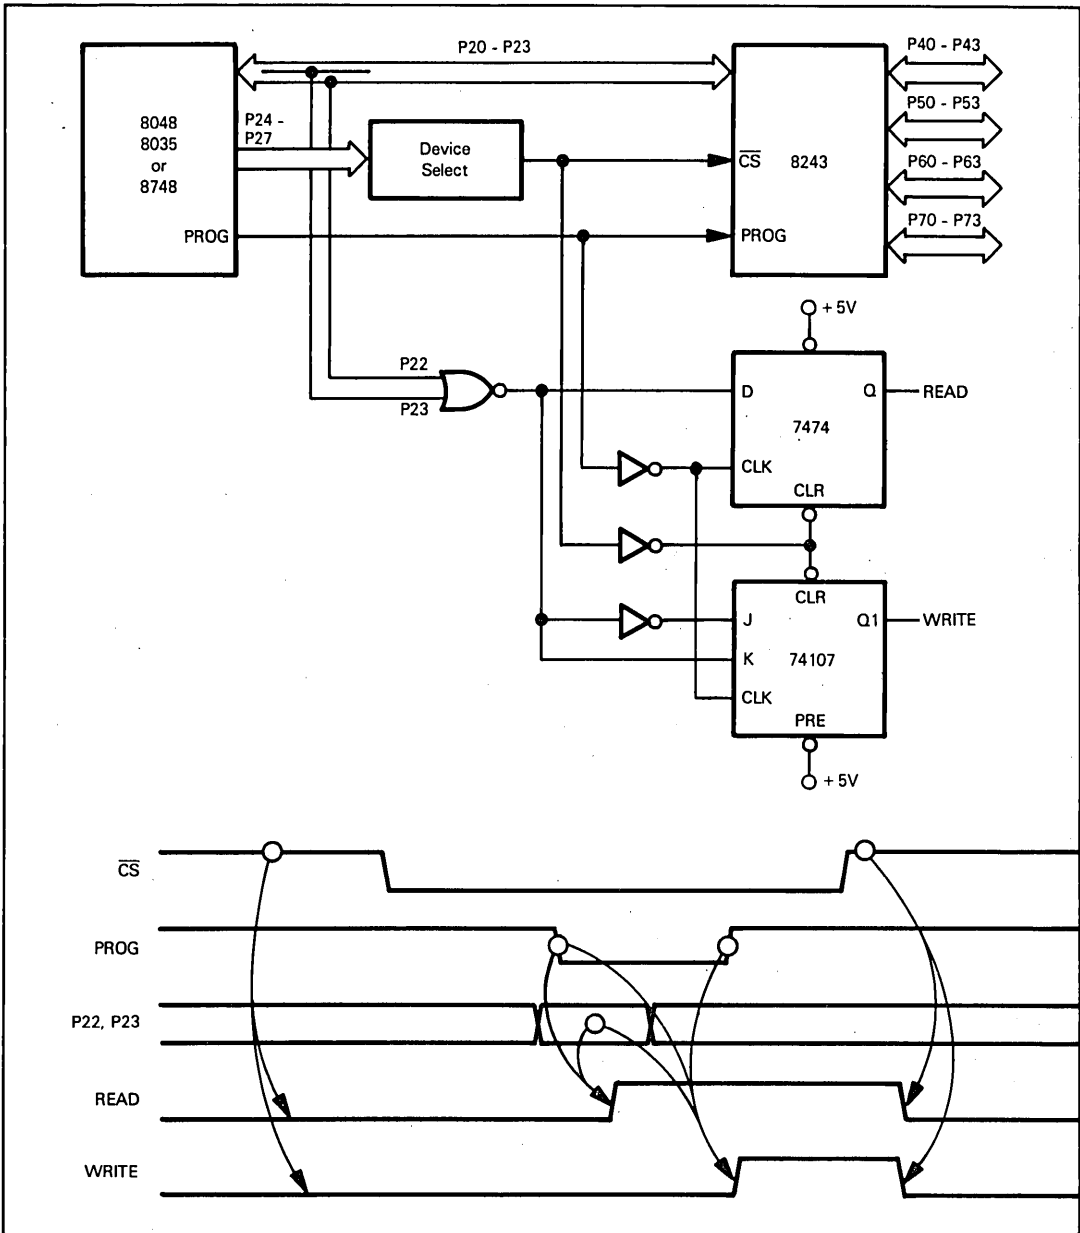 P20 - P23
P40 - P43
8048
8035
or
8748
P24 -
P27
Device
Select
CS
8243
P50 - P53
P60 - P63
P70 - P73
PROG
PROG
+ 5V
P22
P23
D
Q
READ
7474
CLK
CLR
CLR
J
Q1
WRITE
K
74107
CLK
PRE
+ 5V
CS
PROG
P22, P23
READ
WRITE